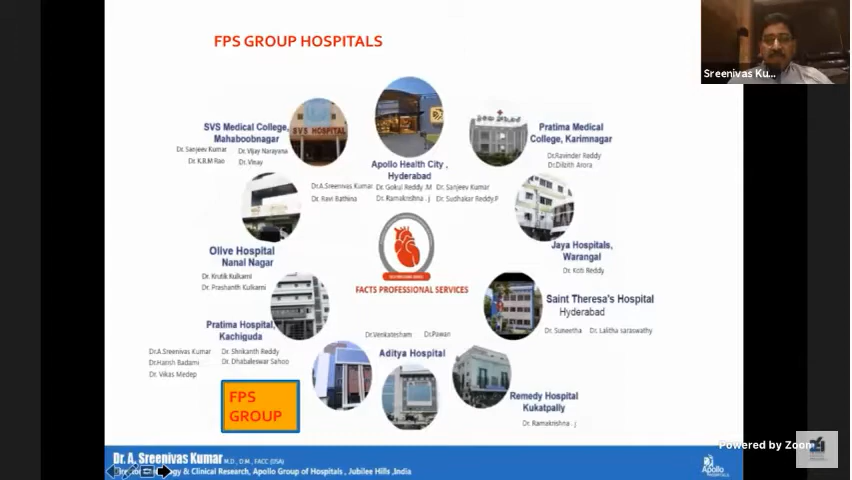 FPS GROUP HOSPITALS
Sreenivas Ku...
SVS Medical College,
Mahaboobnagar
Dr. Sanjeev Kumar Dr. Vijay Narayana
Dr. K.R.M Rao Dr. Vinay
SVS HOSPITAL
Apollo Health City ,
Hyderabad
Dr.A.Sreenivas Kumar Dr. Gokul Reddy .M Dr. Sanjeev Kumar
Dr. Ravi Bathina Dr. Ramakrishna . J Dr. Sudhakar Reddy.P
Pratima Medical
College, Karimnagar
Dr.Ravinder Reddy
Dr.Dilzith Arora
Olive Hospital
Nanal Nagar
Dr. Krutik Kulkarni
Dr. Prashanth Kulkarni
FACTS PROFESSIONAL SERVICES
Jaya Hospitals,
Warangal
Dr. Koti Reddy
Saint Theresa's Hospital
Hyderabad
Dr. Suneetha Dr. Lalitha saraswathy
Pratima Hospital,
Kachiguda
Dr.A.Sreenivas Kumar Dr. Shrikanth Reddy
Dr.Harish Badami Dr. Dhabaleswar Sahoo
Dr. Vikas Medep
Dr.Venkatesham Dr.Pawan
Aditya Hospital
Remedy Hospital
Kukatpally
Dr. Ramakrishna . j
FPS
GROUP
Powered by Zoom
Dr. A. Sreenivas Kumar M.D., D.M., FACC (USA)
& Clinical Research, Apollo Group of Hospitals , Jubilee Hills ,India
Apollo
HOSPITALS